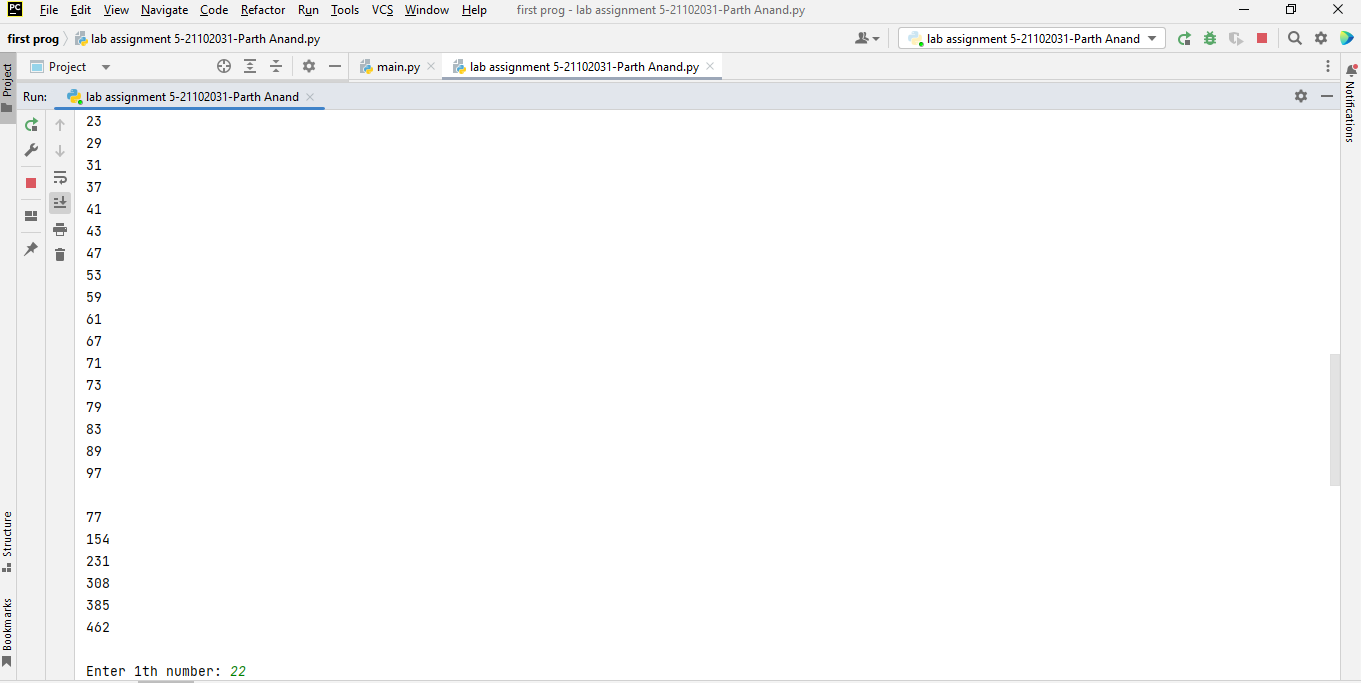 PC File Edit View Navigate Code Refactor Run Tools VCS Window Help first prog - lab assignment 5-21102031-Parth Anand.py
first prog lab assignment 5-21102031-Parth Anand.py lab assignment 5-21102031-Parth Anand
Project Project main.py lab assignment 5-21102031-Parth Anand.py
Run: lab assignment 5-21102031-Parth Anand
Notifications
23
29
31
37
41
43
47
53
59
61
67
71
73
79
83
89
97
77
154
231
308
385
462
Enter 1th number: 22
Structure
Bookmarks